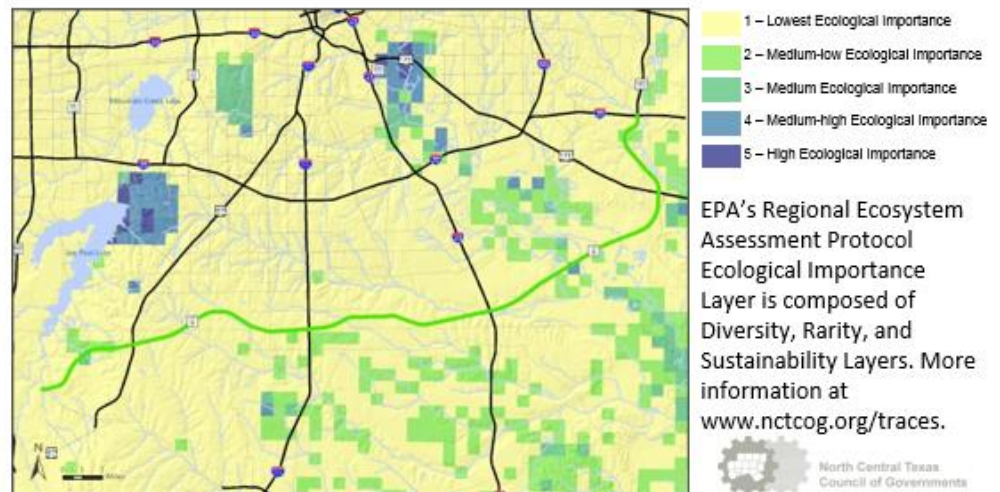 1 – Lowest Ecological Importance
2 – Medium-low Ecological Importance
3 – Medium Ecological Importance
4 – Medium-high Ecological Importance
5 – High Ecological Importance
EPA’s Regional Ecosystem
Assessment Protocol
Ecological Importance
Layer is composed of
Diversity, Rarity, and
Sustainability Layers. More
information at
www.nctcog.org/traces.
North Central Texas
Council of Governments
N
Miles